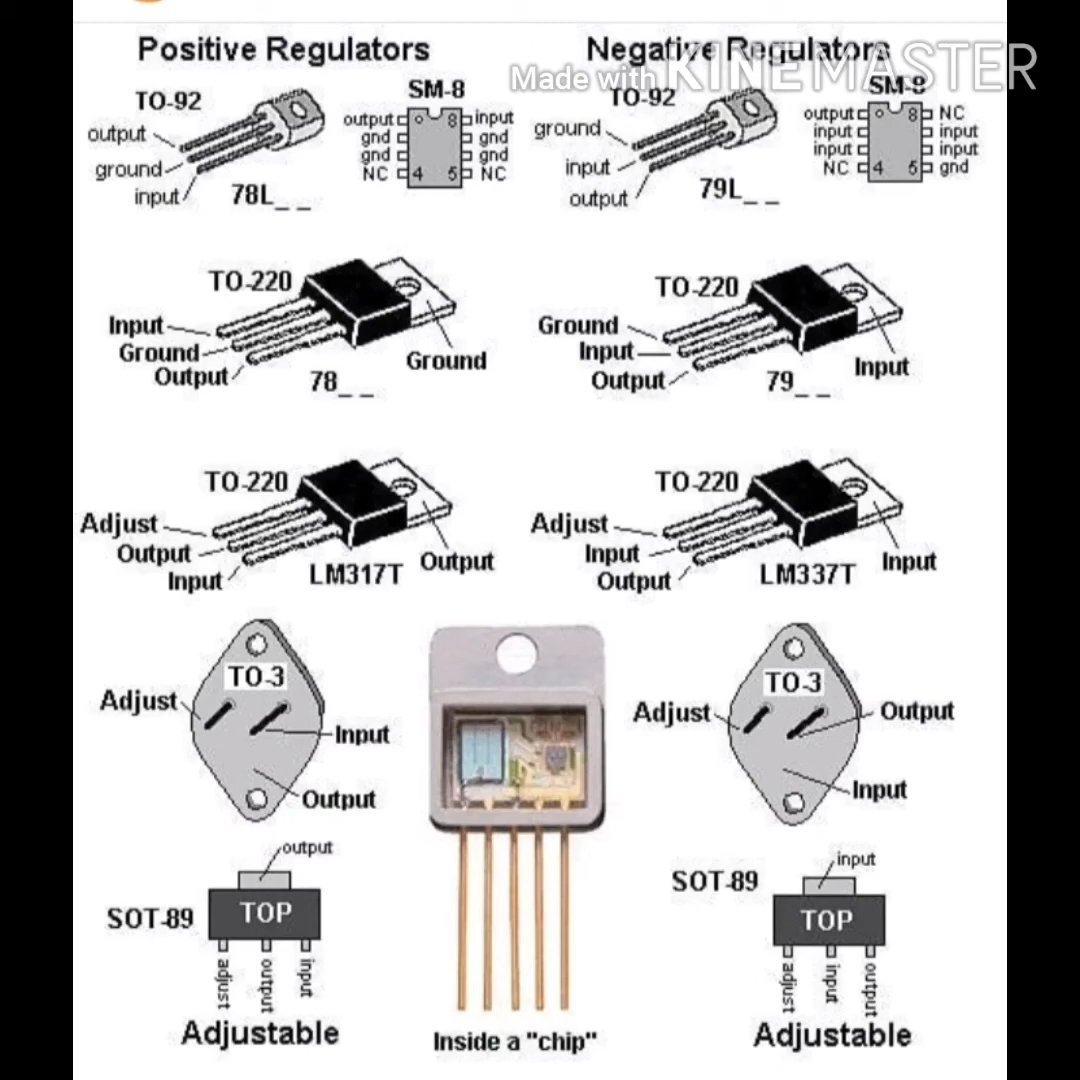 Positive Regulators
Negative Regulators
Made with KINEMASTER
TO-92
output
ground
input
78L_ _
SM-8
output
gnd
gnd
NC
8
4
5
input
gnd
gnd
NC
TO-92
ground
input
output
79L_ _
SM-8
output
input
input
NC
8
4
5
NC
input
input
gnd
TO-220
Input
Ground
Output
78_ _
Ground
TO-220
Ground
Input
Output
79_ _
Input
TO-220
Adjust
Output
Input
LM317T
Output
TO-220
Adjust
Input
Output
LM337T
Input
TO-3
Adjust
Input
Output
TO-3
Adjust
Output
Input
output
SOT-89
TOP
adjust
output
input
Adjustable
Inside a "chip"
input
SOT-89
TOP
adjust
input
output
Adjustable